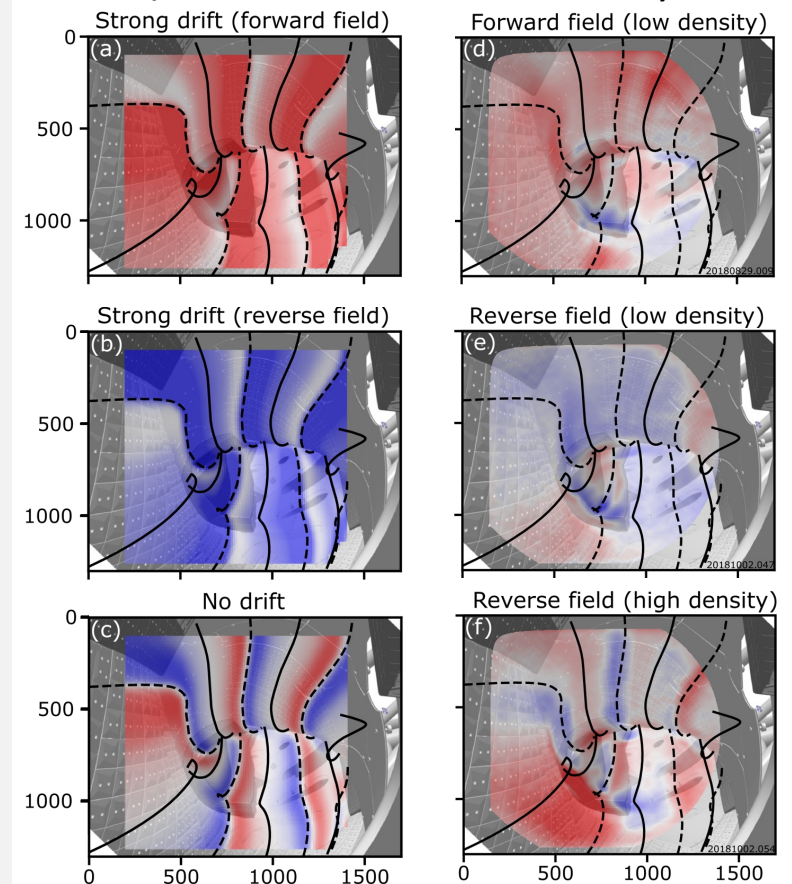 Strong drift (forward field)
Forward field (low density)
(a)
(d)
0
500
1000
20180829.009
Strong drift (reverse field)
Reverse field (low density)
(b)
(e)
0
500
1000
20181002.047
No drift
Reverse field (high density)
(c)
(f)
0
500
1000
20181002.054
0 500 1000 1500
0 500 1000 1500